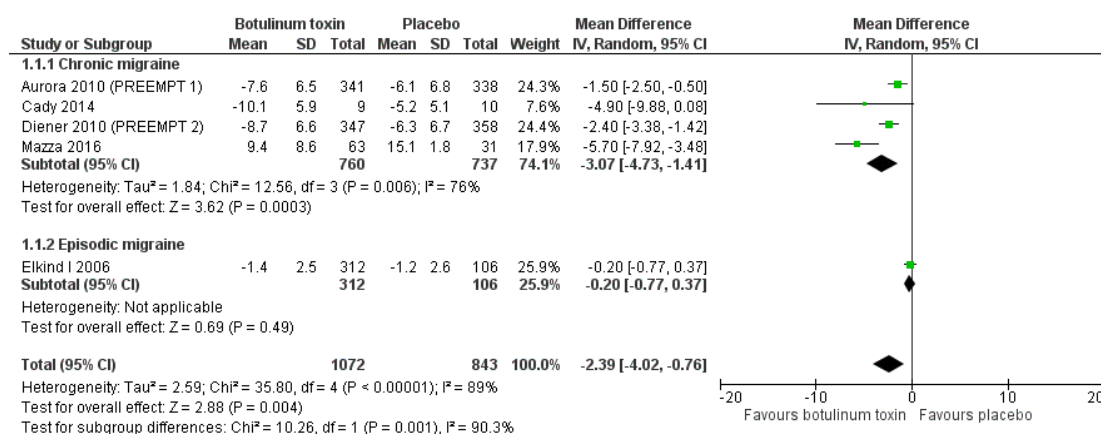 Botulinum toxin Placebo Mean Difference Mean Difference
Study or Subgroup Mean SD Total Mean SD Total Weight IV, Random, 95% CI IV, Random, 95% CI
1.1.1 Chronic migraine
Aurora 2010 (PREEMPT 1) -7.6 6.5 341 -6.1 6.8 338 24.3% -1.50 [-2.50, -0.50]
Cady 2014 -10.1 5.9 9 -5.2 5.1 10 7.6% -4.90 [-9.88, 0.08]
Diener 2010 (PREEMPT 2) -8.7 6.6 347 -6.3 6.7 358 24.4% -2.40 [-3.38, -1.42]
Mazza 2016 9.4 8.6 63 15.1 1.8 31 17.9% -5.70 [-7.92, -3.48]
Subtotal (95% CI) 760 737 74.1% -3.07 [-4.73, -1.41]
Heterogeneity: Tau² = 1.84; Chi² = 12.56, df = 3 (P = 0.006); I² = 76%
Test for overall effect: Z = 3.62 (P = 0.0003)
1.1.2 Episodic migraine
Elkind I 2006 -1.4 2.5 312 -1.2 2.6 106 25.9% -0.20 [-0.77, 0.37]
Subtotal (95% CI) 312 106 25.9% -0.20 [-0.77, 0.37]
Heterogeneity: Not applicable
Test for overall effect: Z = 0.69 (P = 0.49)
Total (95% CI) 1072 843 100.0% -2.39 [-4.02, -0.76]
Heterogeneity: Tau² = 2.59; Chi² = 35.80, df = 4 (P < 0.00001); I² = 89%
Test for overall effect: Z = 2.88 (P = 0.004)
Test for subgroup differences: Chi² = 10.26, df = 1 (P = 0.001), I² = 90.3%
-20 -10 0 10 20
Favours botulinum toxin Favours placebo